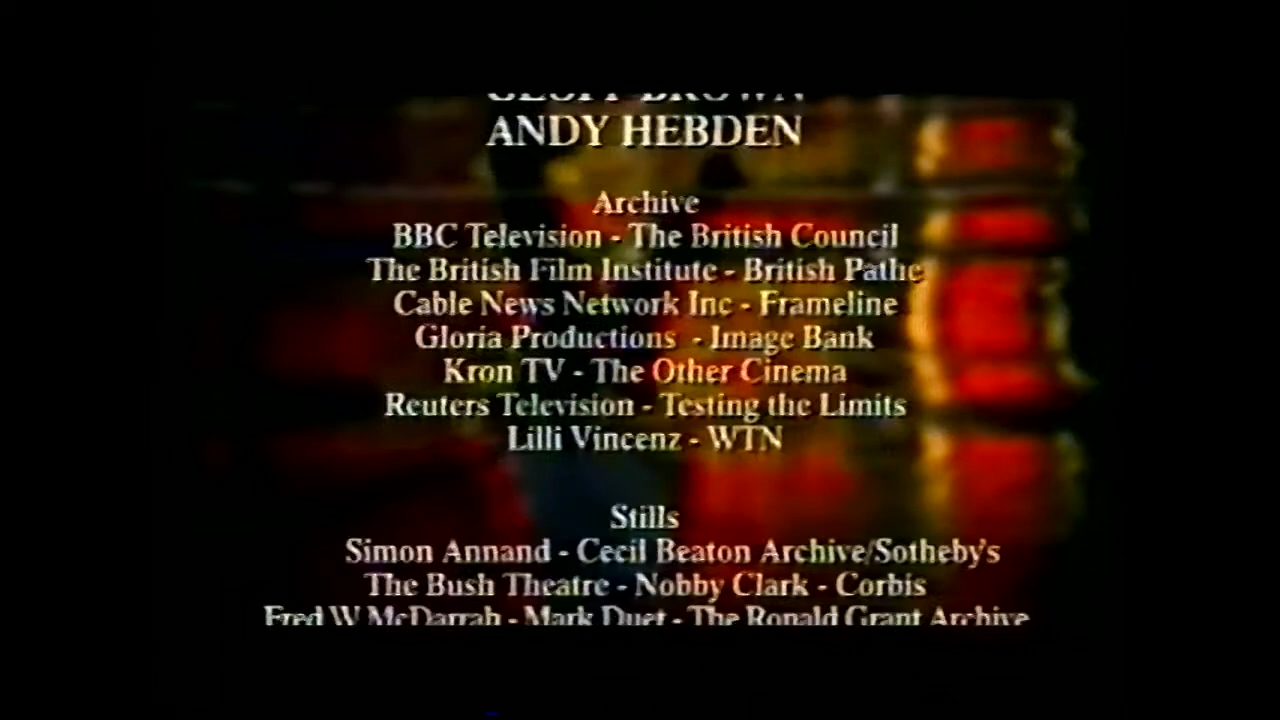 GEOFF BROWN
ANDY HEBDEN
Archive
BBC Television - The British Council
The British Film Institute - British Pathe
Cable News Network Inc - Frameline
Gloria Productions - Image Bank
Kron TV - The Other Cinema
Reuters Television - Testing the Limits
Lilli Vincenz - WTN
Stills
Simon Annand - Cecil Beaton Archive/Sotheby's
The Bush Theatre - Nobby Clark - Corbis
Fred W McDarrah - Mark Duet - The Ronald Grant Archive